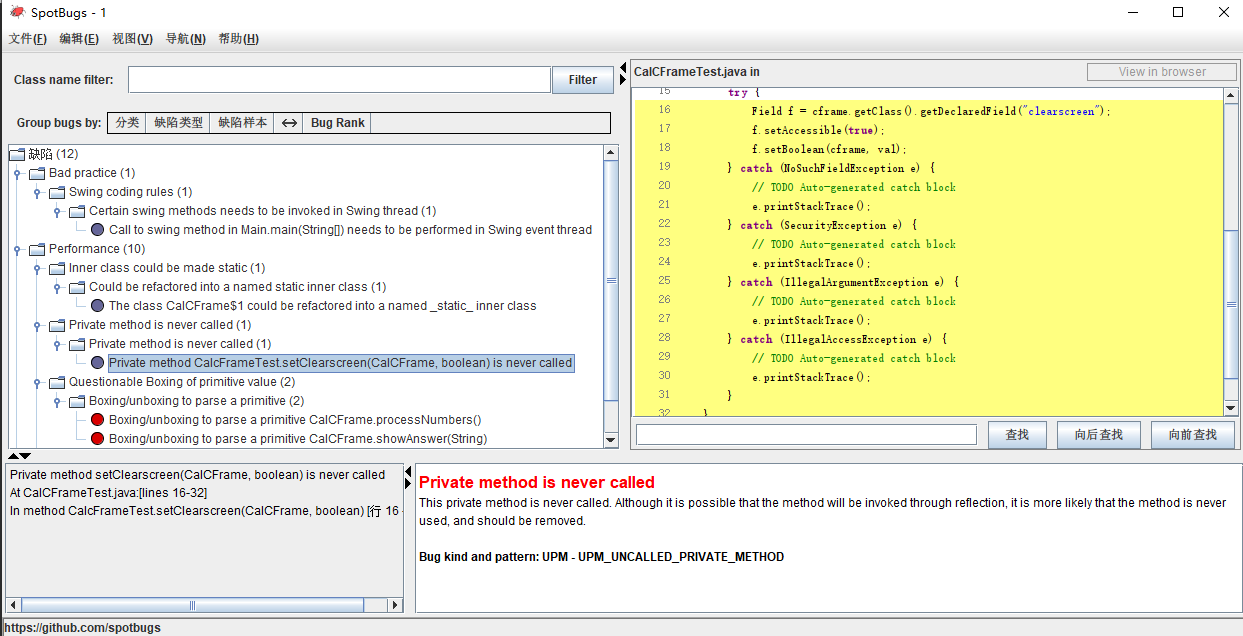 SpotBugs - 1
文件(F) 编辑(E) 视图(V) 导航(N) 帮助(H)
Class name filter: Filter
Group bugs by: 分类 缺陷类型 缺陷样本 Bug Rank
缺陷 (12)
Bad practice (1)
Swing coding rules (1)
Certain swing methods needs to be invoked in Swing thread (1)
Call to swing method in Main.main(String[]) needs to be performed in Swing event thread
Performance (10)
Inner class could be made static (1)
Could be refactored into a named static inner class (1)
The class CalCFrame$1 could be refactored into a named _static_ inner class
Private method is never called (1)
Private method is never called (1)
Private method CalcFrameTest.setClearscreen(CalCFrame, boolean) is never called
Questionable Boxing of primitive value (2)
Boxing/unboxing to parse a primitive (2)
Boxing/unboxing to parse a primitive CalCFrame.processNumbers()
Boxing/unboxing to parse a primitive CalCFrame.showAnswer(String)
CalCFrameTest.java in View in browser
15 try {
16 Field f = cframe.getClass().getDeclaredField("clearscreen");
17 f.setAccessible(true);
18 f.setBoolean(cframe, val);
19 } catch (NoSuchFieldException e) {
20 // TODO Auto-generated catch block
21 e.printStackTrace();
22 } catch (SecurityException e) {
23 // TODO Auto-generated catch block
24 e.printStackTrace();
25 } catch (IllegalArgumentException e) {
26 // TODO Auto-generated catch block
27 e.printStackTrace();
28 } catch (IllegalAccessException e) {
29 // TODO Auto-generated catch block
30 e.printStackTrace();
31 }
32 }
查找 向后查找 向前查找
Private method setClearscreen(CalCFrame, boolean) is never called
At CalCFrameTest.java:[lines 16-32]
In method CalcFrameTest.setClearscreen(CalCFrame, boolean) [行 16 -
Private method is never called
This private method is never called. Although it is possible that the method will be invoked through reflection, it is more likely that the method is never
used, and should be removed.
Bug kind and pattern: UPM - UPM_UNCALLED_PRIVATE_METHOD
https://github.com/spotbugs